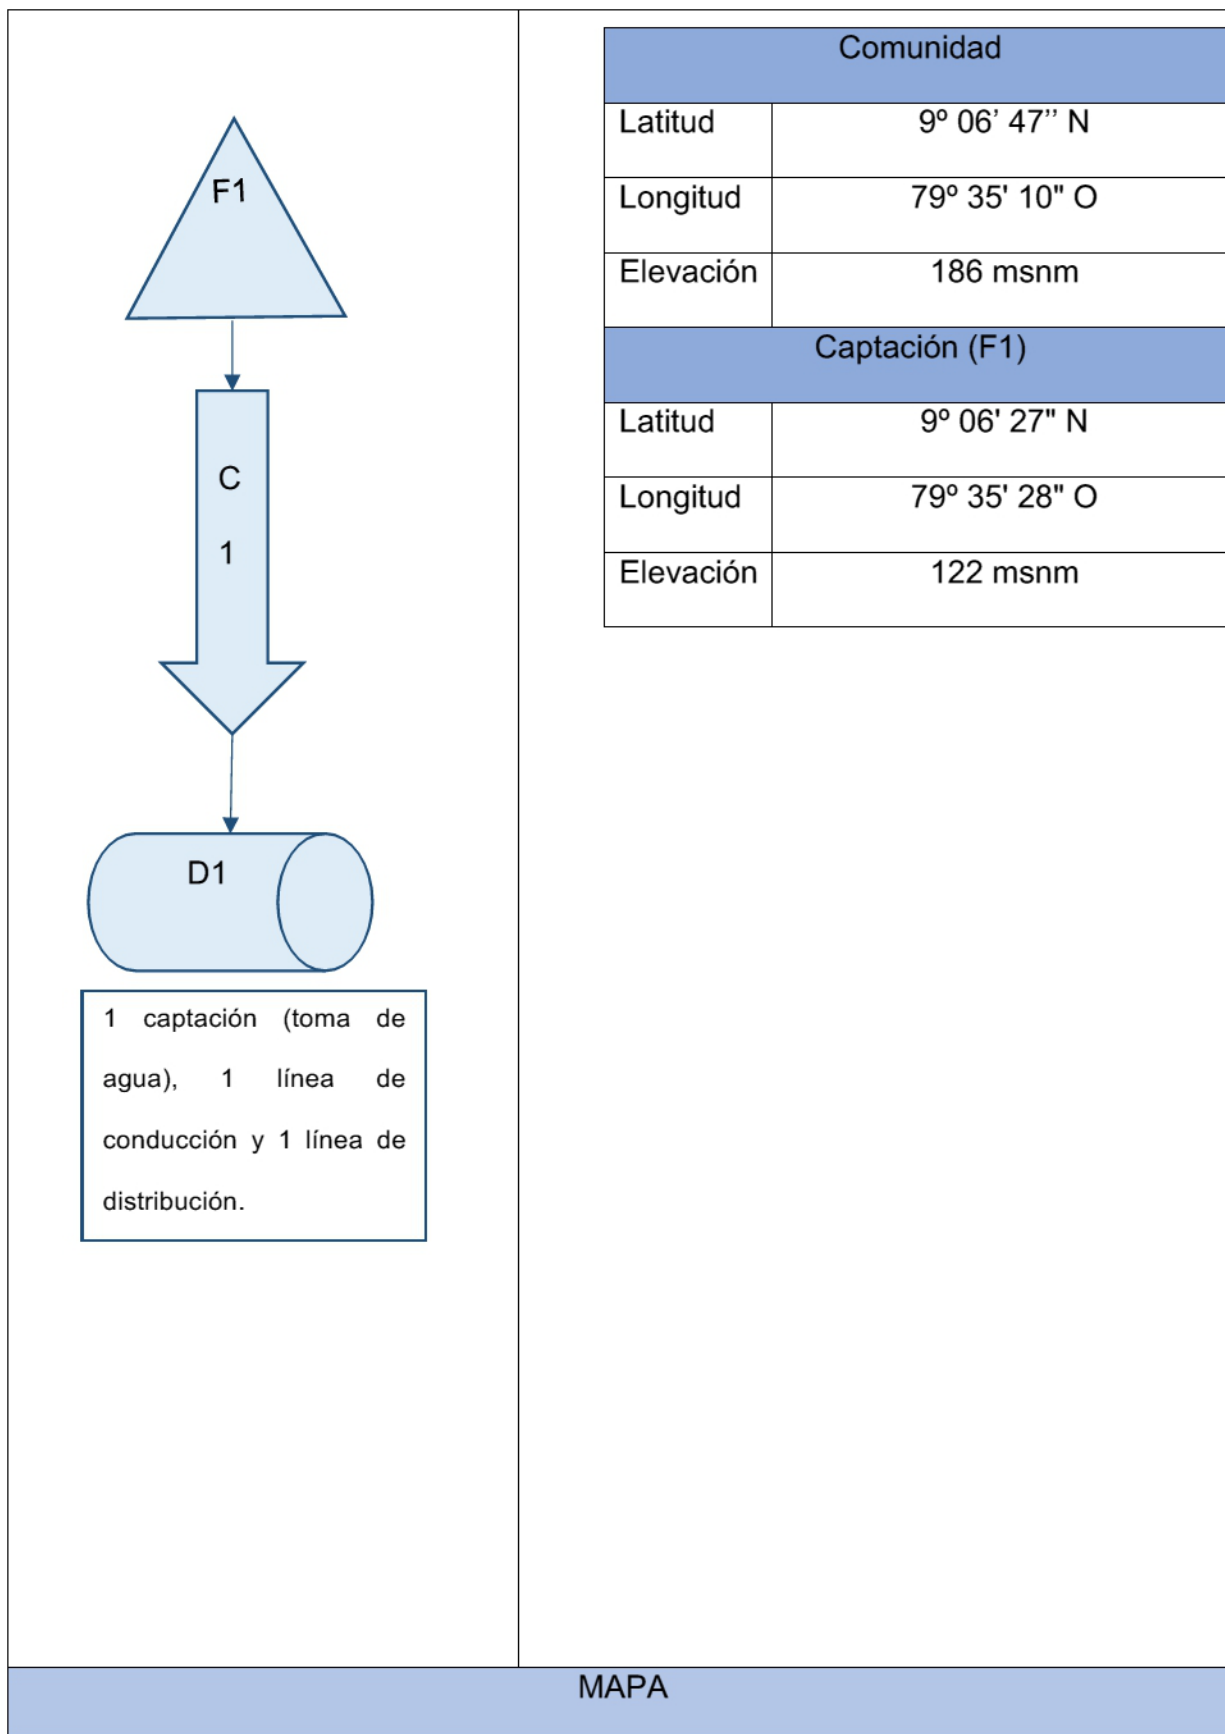 F1
C
1
D1
1 captación (toma de
agua), 1 línea de
conducción y 1 línea de
distribución.
Comunidad
Latitud 9º 06’ 47’’ N
Longitud 79º 35' 10" O
Elevación 186 msnm
Captación (F1)
Latitud 9º 06' 27" N
Longitud 79º 35' 28" O
Elevación 122 msnm
MAPA